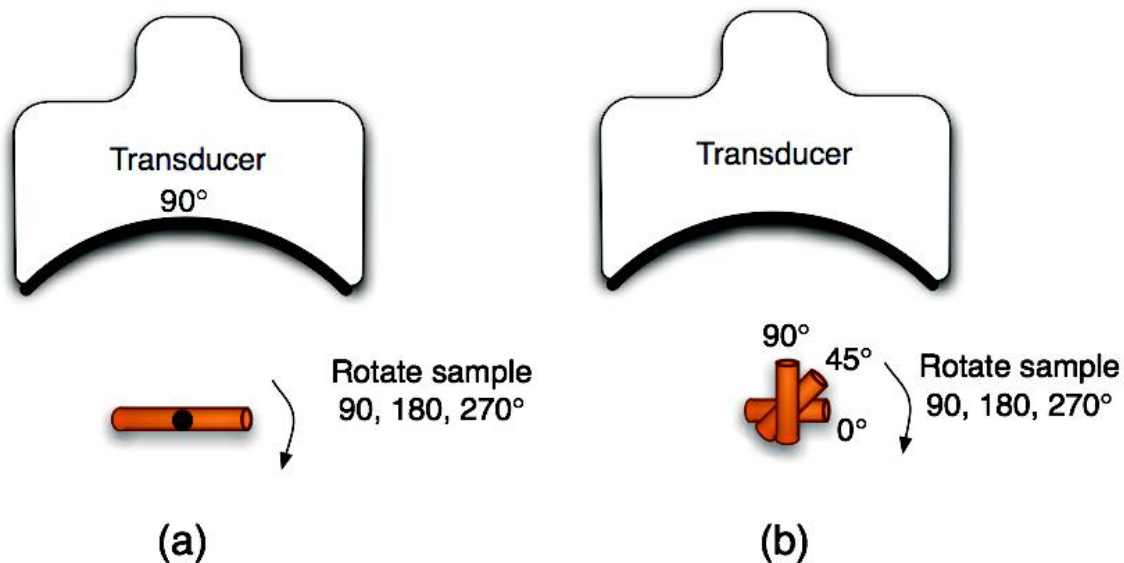 Transducer
90°
Rotate sample
90, 180, 270°
(a)
Transducer
90°
45°
0°
Rotate sample
90, 180, 270°
(b)